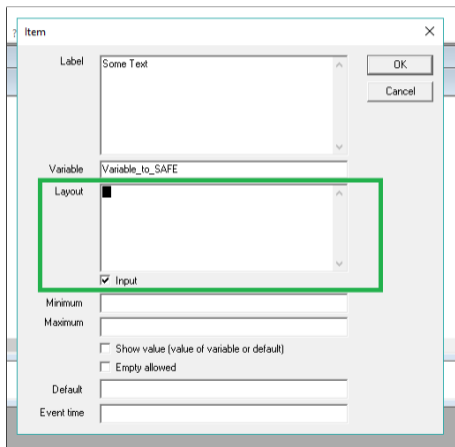 ?
Item
Label
Some Text
OK
Cancel
Variable
Variable_to_SAFE
Layout
Input
Minimum
Maximum
Show value (value of variable or default)
Empty allowed
Default
Event time